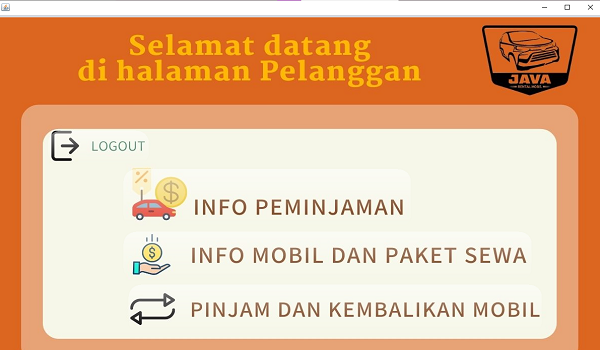 Selamat datang
di halaman Pelanggan
JAVA
RENTAL MOBIL
LOGOUT
INFO PEMINJAMAN
INFO MOBIL DAN PAKET SEWA
PINJAM DAN KEMBALIKAN MOBIL